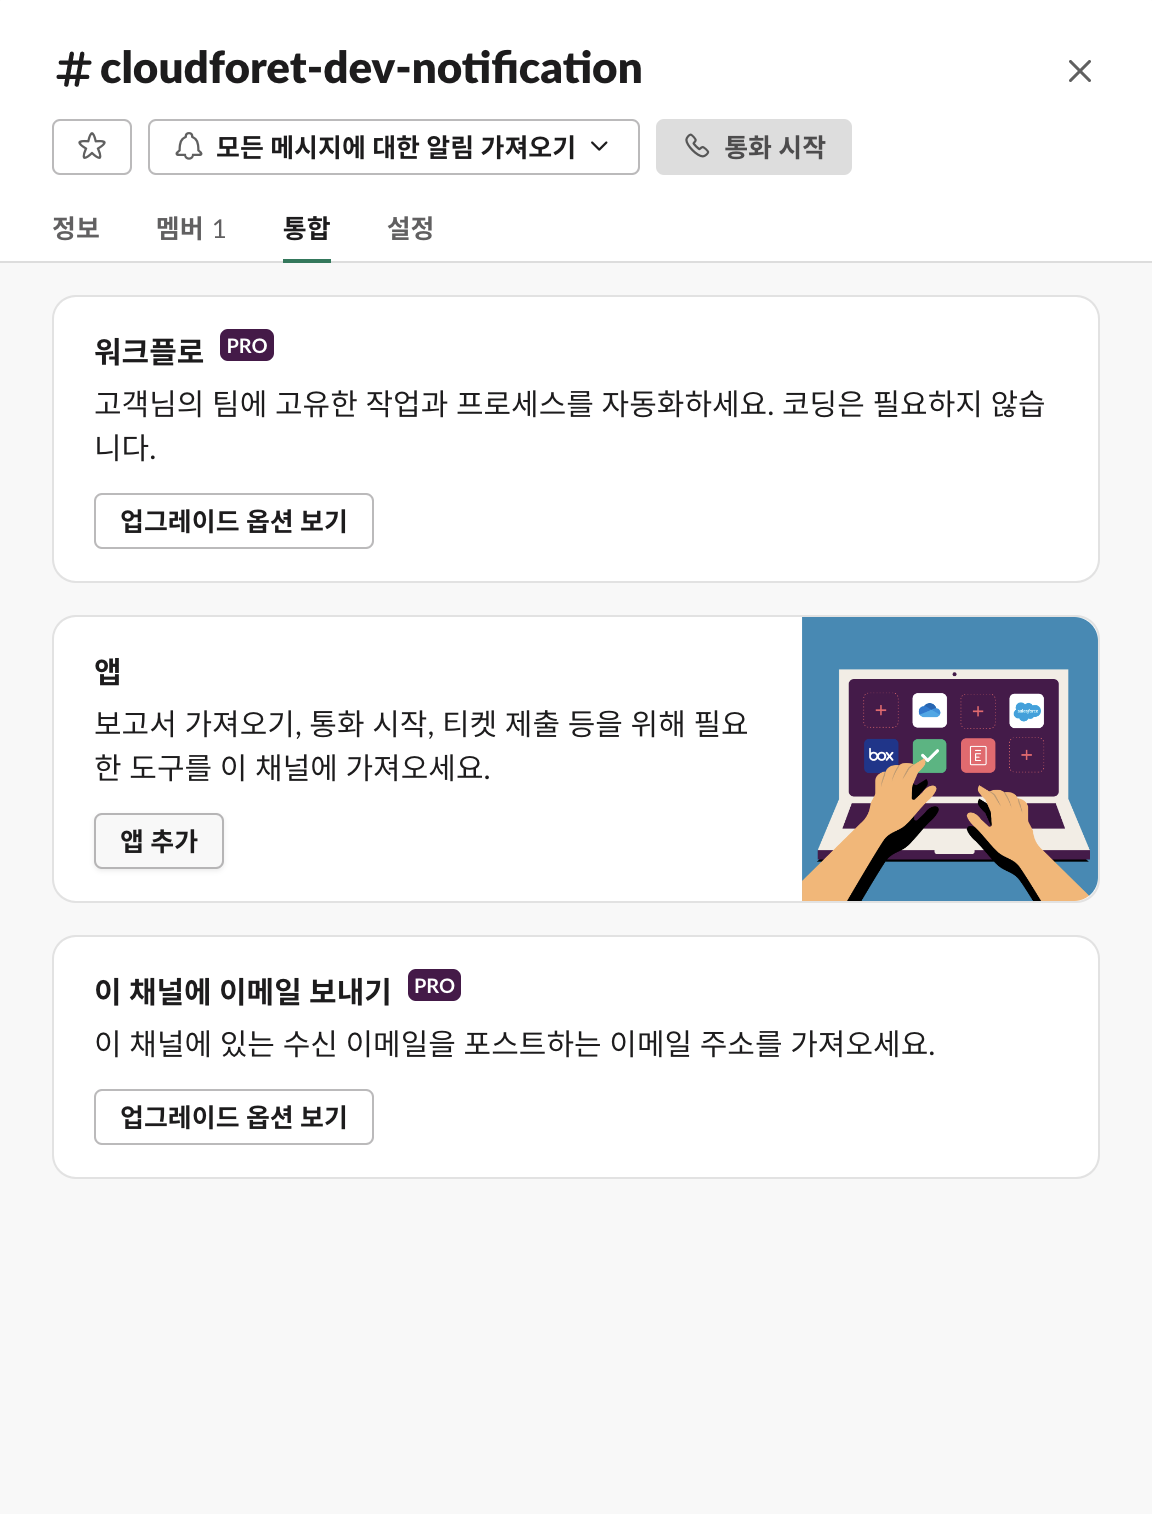 # cloudforet-dev-notification
모든 메시지에 대한 알림 가져오기
통화 시작
정보 멤버 1 통합 설정
워크플로 PRO
고객님의 팀에 고유한 작업과 프로세스를 자동화하세요. 코딩은 필요하지 않습
니다.
업그레이드 옵션 보기
앱
보고서 가져오기, 통화 시작, 티켓 제출 등을 위해 필요
한 도구를 이 채널에 가져오세요.
앱 추가
salesforce
box
E
이 채널에 이메일 보내기 PRO
이 채널에 있는 수신 이메일을 포스트하는 이메일 주소를 가져오세요.
업그레이드 옵션 보기